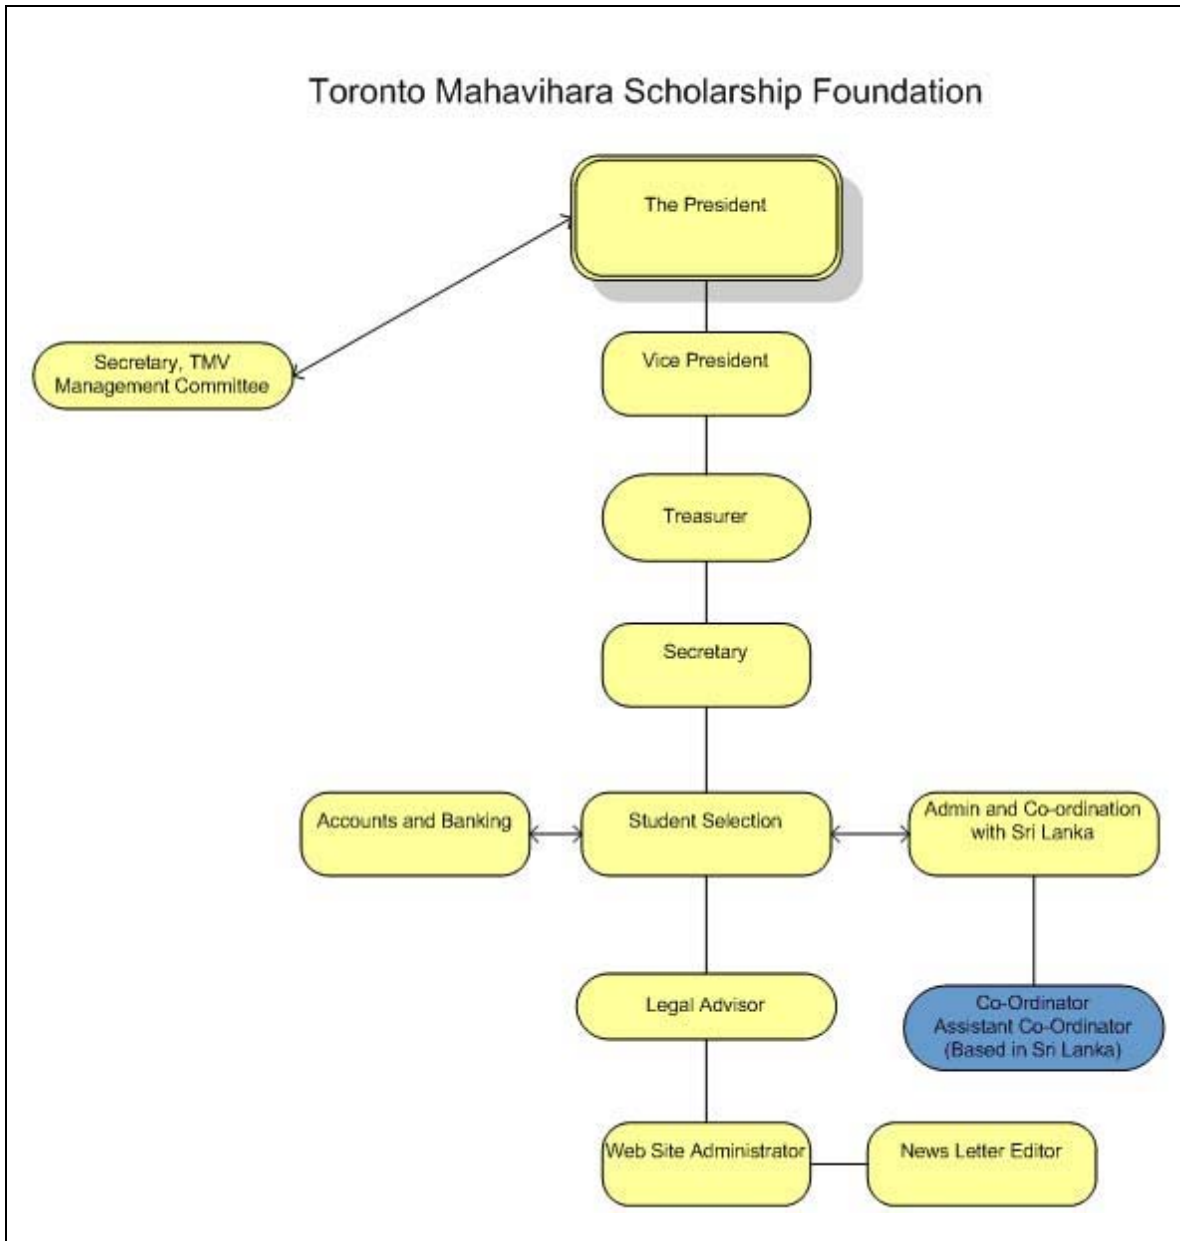 Toronto Mahavihara Scholarship Foundation
The President
Secretary, TMV
Management Committee
Vice President
Treasurer
Secretary
Accounts and Banking
Student Selection
Admin and Co-ordination
with Sri Lanka
Legal Advisor
Co-Ordinator
Assistant Co-Ordinator
(Based in Sri Lanka)
Web Site Administrator
News Letter Editor